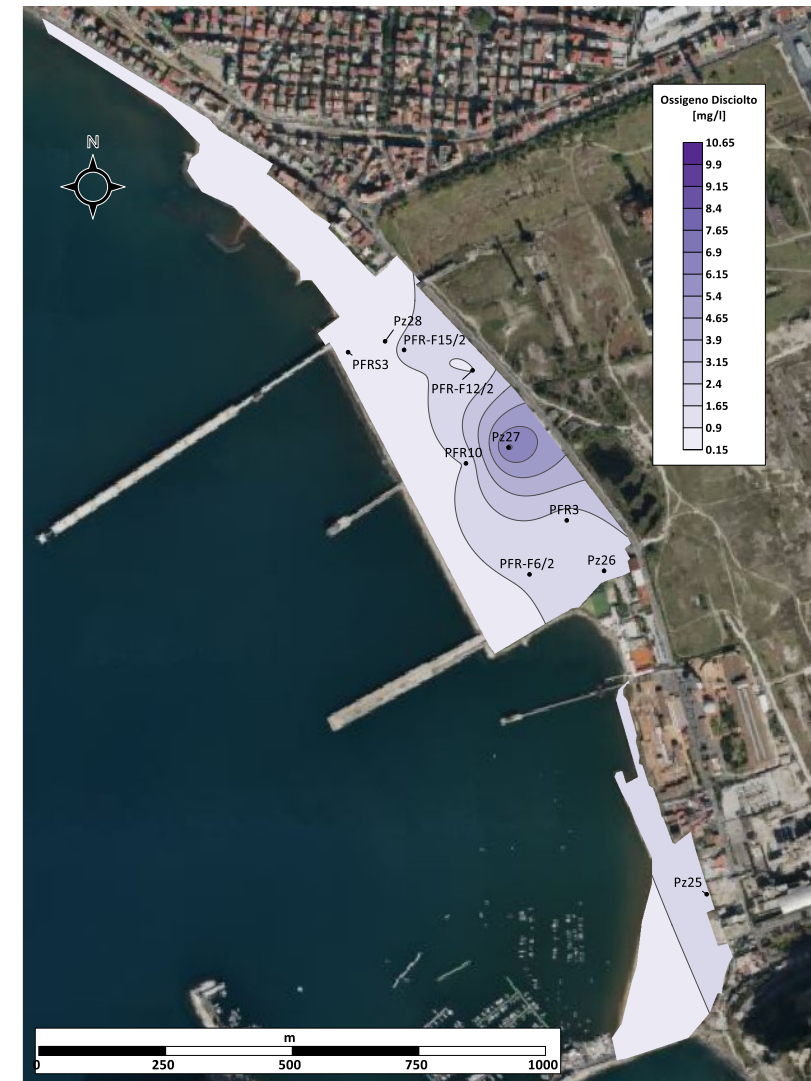 N
Ossigeno Disciolto
[mg/l]
10.65
9.9
9.15
8.4
7.65
6.9
6.15
5.4
4.65
3.9
3.15
2.4
1.65
0.9
0.15
Pz28
PFR-F15/2
PFRS3
PFR-F12/2
Pz27
PFR10
PFR3
PFR-F6/2
Pz26
Pz25
m
0 250 500 750 1000